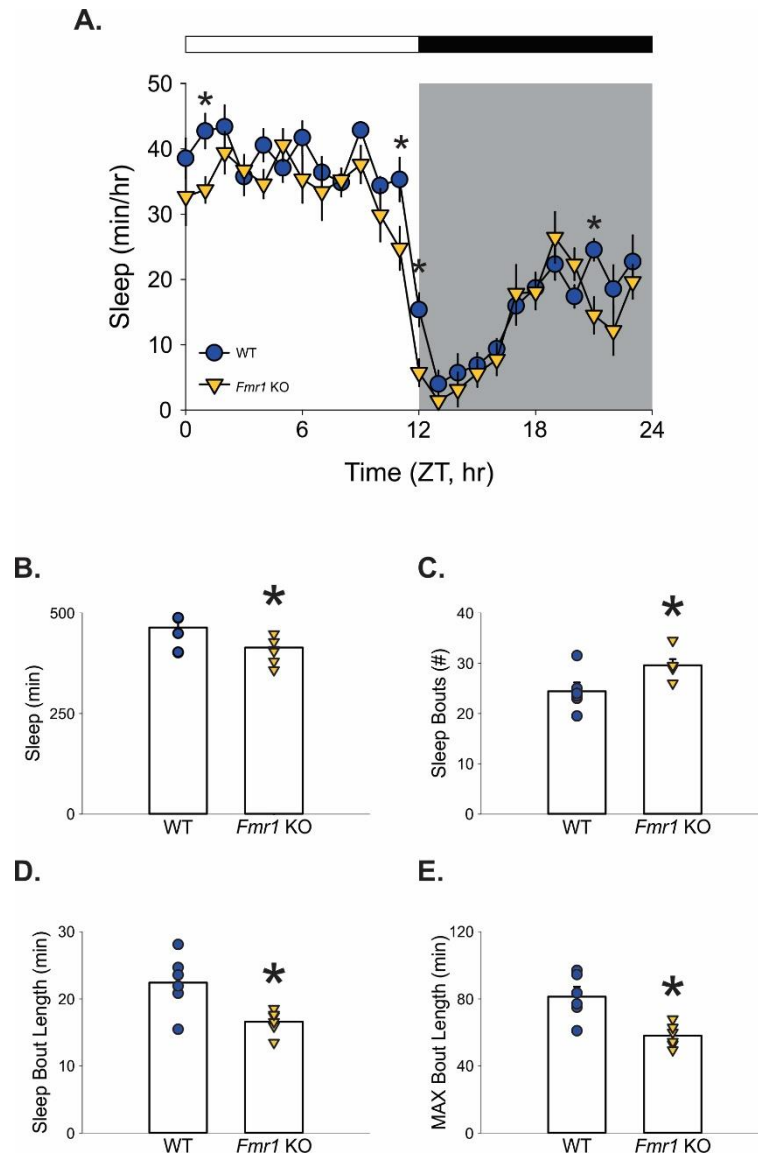 A.
*
*
*
*
50
40
30
20
10
0
Sleep (min/hr)
WT
Fmr1 KO
0 6 12 18 24
Time (ZT, hr)
B.
*
500
250
0
Sleep (min)
WT Fmr1 KO
C.
*
40
30
20
10
0
Sleep Bouts (#)
WT Fmr1 KO
D.
*
30
20
10
0
Sleep Bout Length (min)
WT Fmr1 KO
E.
*
120
80
40
0
MAX Bout Length (min)
WT Fmr1 KO